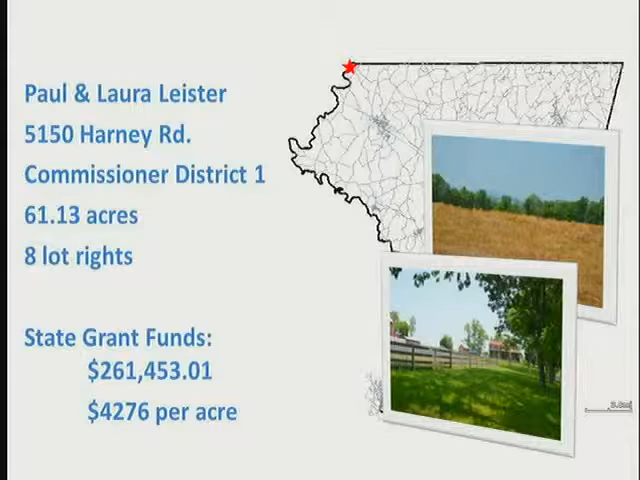 Paul & Laura Leister
5150 Harney Rd.
Commissioner District 1
61.13 acres
8 lot rights
State Grant Funds:
$261,453.01
$4276 per acre